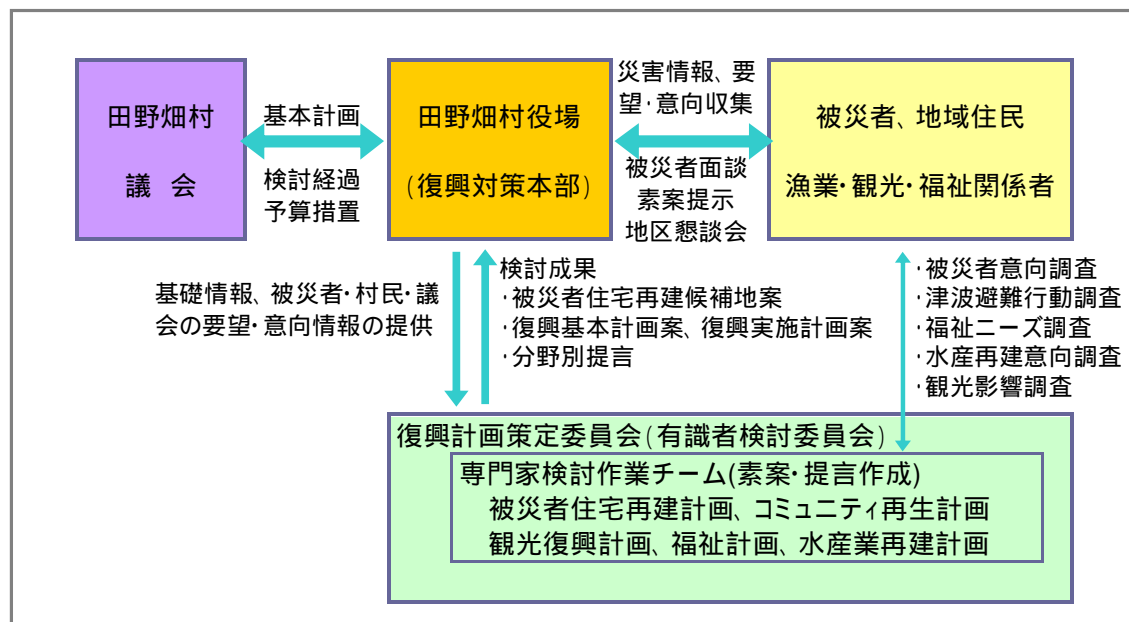 田野畑村
議 会
基本計画
検討経過
予算措置
田野畑村役場
(復興対策本部)
災害情報、要
望・意向収集
被災者面談
素案提示
地区懇談会
被災者、地域住民
漁業・観光・福祉関係者
基礎情報、被災者・村民・議
会の要望・意向情報の提供
検討成果
・被災者住宅再建候補地案
・復興基本計画案、復興実施計画案
・分野別提言
・被災者意向調査
・津波避難行動調査
・福祉ニーズ調査
・水産再建意向調査
・観光影響調査
復興計画策定委員会(有識者検討委員会)
専門家検討作業チーム(素案・提言作成)
被災者住宅再建計画、コミュニティ再生計画
観光復興計画、福祉計画、水産業再建計画